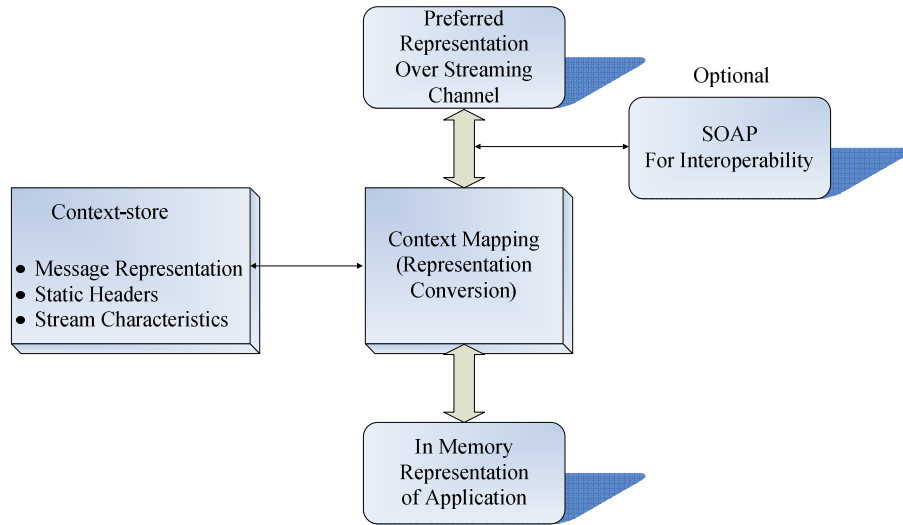 Preferred
Representation
Over Streaming
Channel
Optional
SOAP
For Interoperability
Context-store
• Message Representation
• Static Headers
• Stream Characteristics
Context Mapping
(Representation
Conversion)
In Memory
Representation
of Application